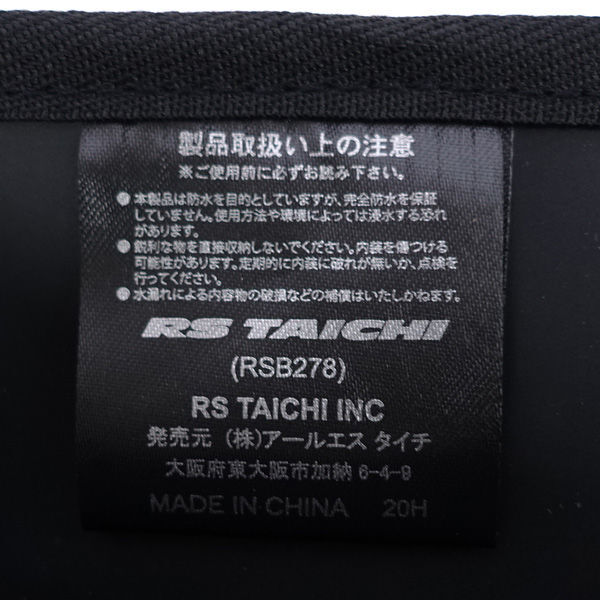 製品取扱い上の注意
※ご使用前に必ずお読み下さい。
●本製品は防水を目的としていますが、完全防水を保証
していません。使用方法や環境によっては浸水する恐れ
があります。
●鋭利な物を直接収納しないでください。内装を傷つける
可能性があります。定期的に内装に破れが無いか、点検を
行ってください。
●水漏れによる内容物の破損などの補償はいたしかねます。
RS TAICHI
(RSB278)
RS TAICHI INC
発売元 (株)アールエス タイチ
大阪府東大阪市加納 6-4-9
MADE IN CHINA 20H